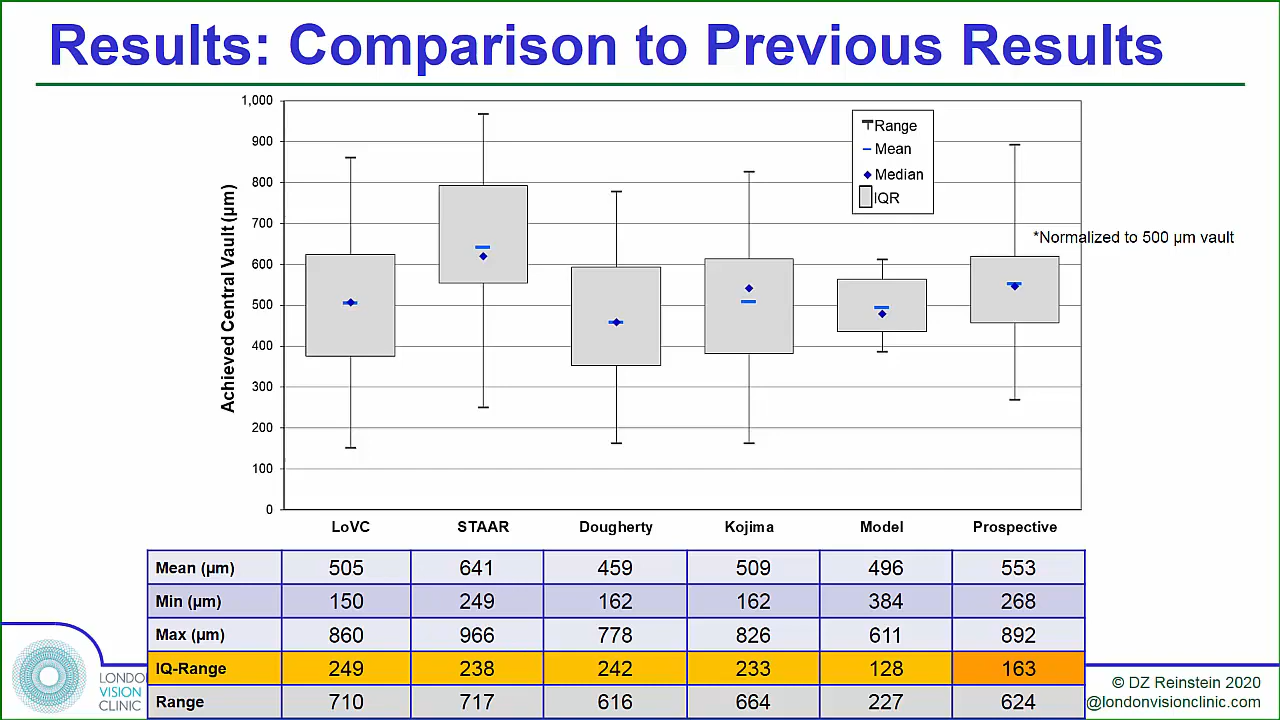 Results: Comparison to Previous Results
1,000
900
800
700
600
500
400
300
200
100
0
Achieved Central Vault (µm)
Range
Mean
Median
IQR
*Normalized to 500 µm vault
LoVC STAAR Dougherty Kojima Model Prospective
Mean (µm) 505 641 459 509 496 553
Min (µm) 150 249 162 162 384 268
Max (µm) 860 966 778 826 611 892
IQ-Range 249 238 242 233 128 163
Range 710 717 616 664 227 624
LONDON
VISION
CLINIC
© DZ Reinstein 2020
@londonvisionclinic.com